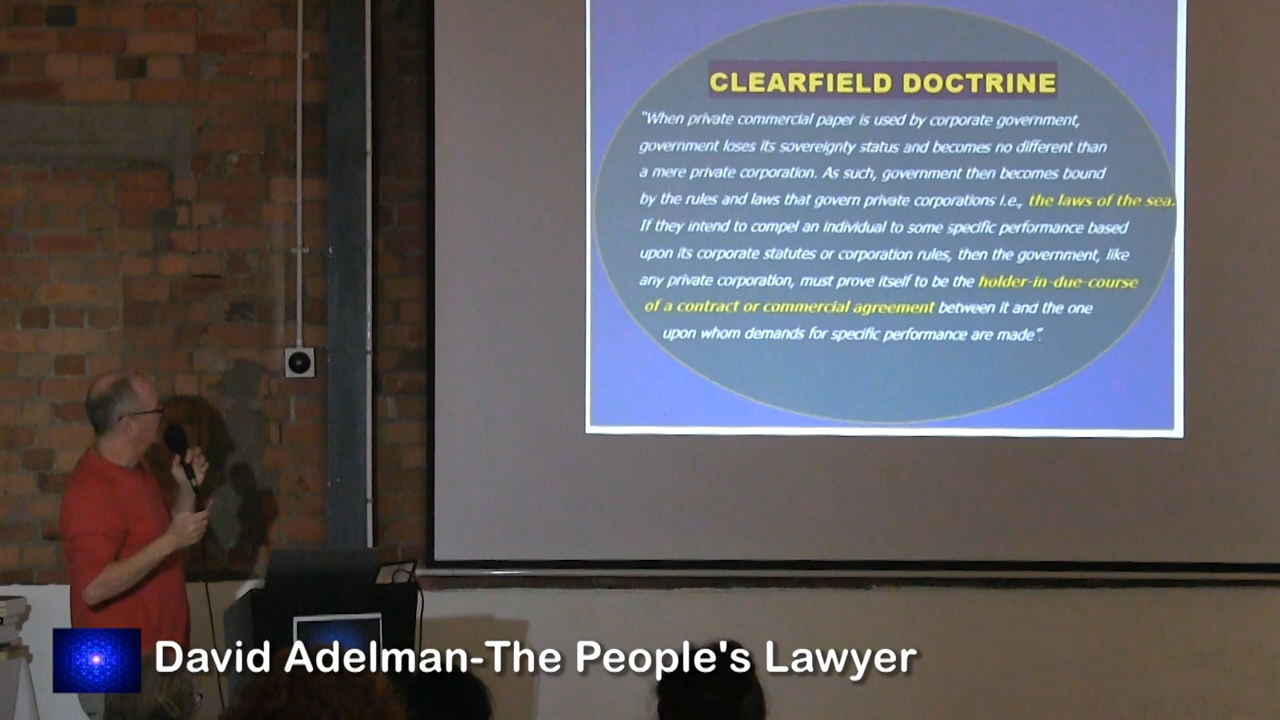 CLEARFIELD DOCTRINE
"When private commercial paper is used by corporate government,
government loses its sovereignty status and becomes no different than
a mere private corporation. As such, government then becomes bound
by the rules and laws that govern private corporations i.e., the laws of the sea.
If they intend to compel an individual to some specific performance based
upon its corporate statutes or corporation rules, then the government, like
any private corporation, must prove itself to be the holder-in-due-course
of a contract or commercial agreement between it and the one
upon whom demands for specific performance are made".
David Adelman-The People's Lawyer